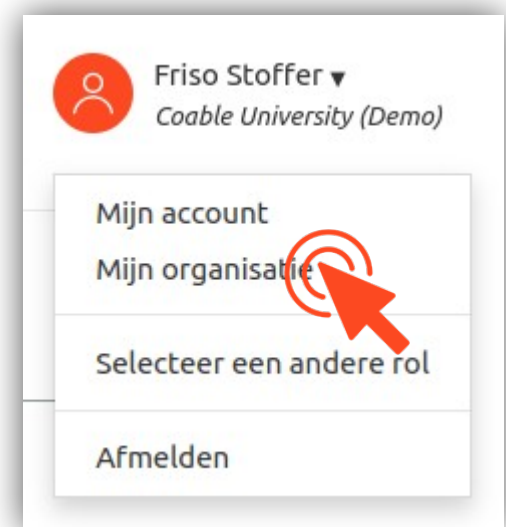 Friso Stoffer ▾
Coable University (Demo)
Mijn account
Mijn organisatie
Selecteer een andere rol
Afmelden